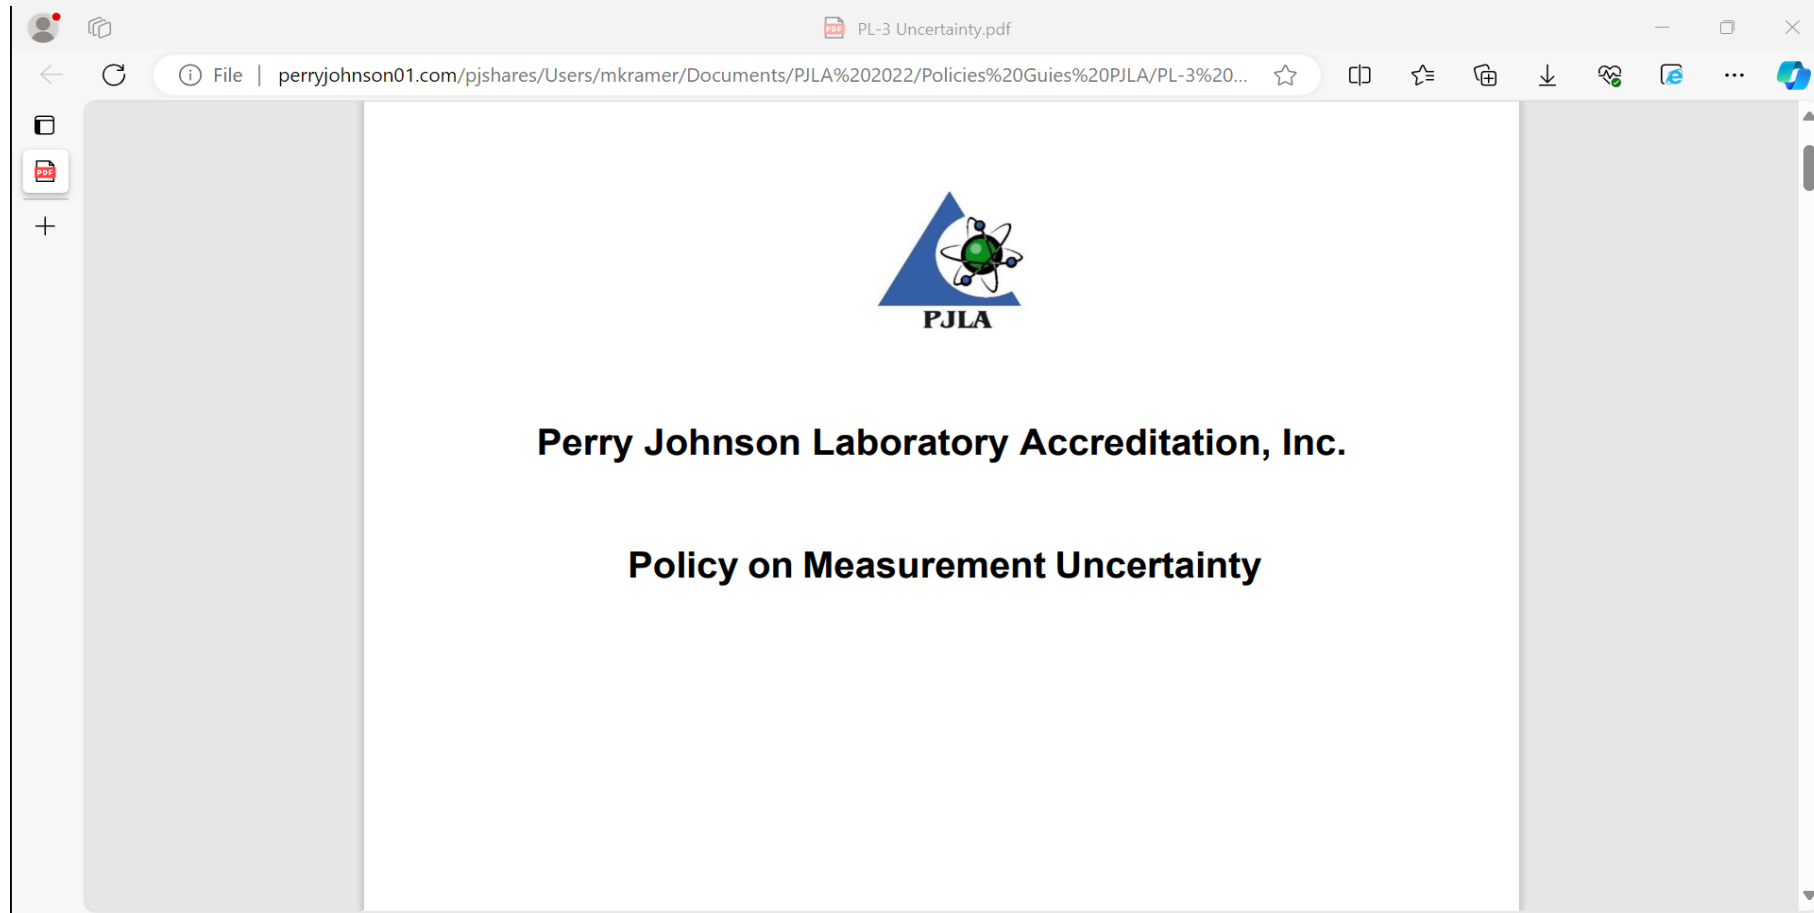 PL-3 Uncertainty.pdf
File | perryjohnson01.com/pjshares/Users/mkramer/Documents/PJLA%202022/Policies%20Guies%20PJLA/PL-3%20...
PDF
PJLA
Perry Johnson Laboratory Accreditation, Inc.
Policy on Measurement Uncertainty